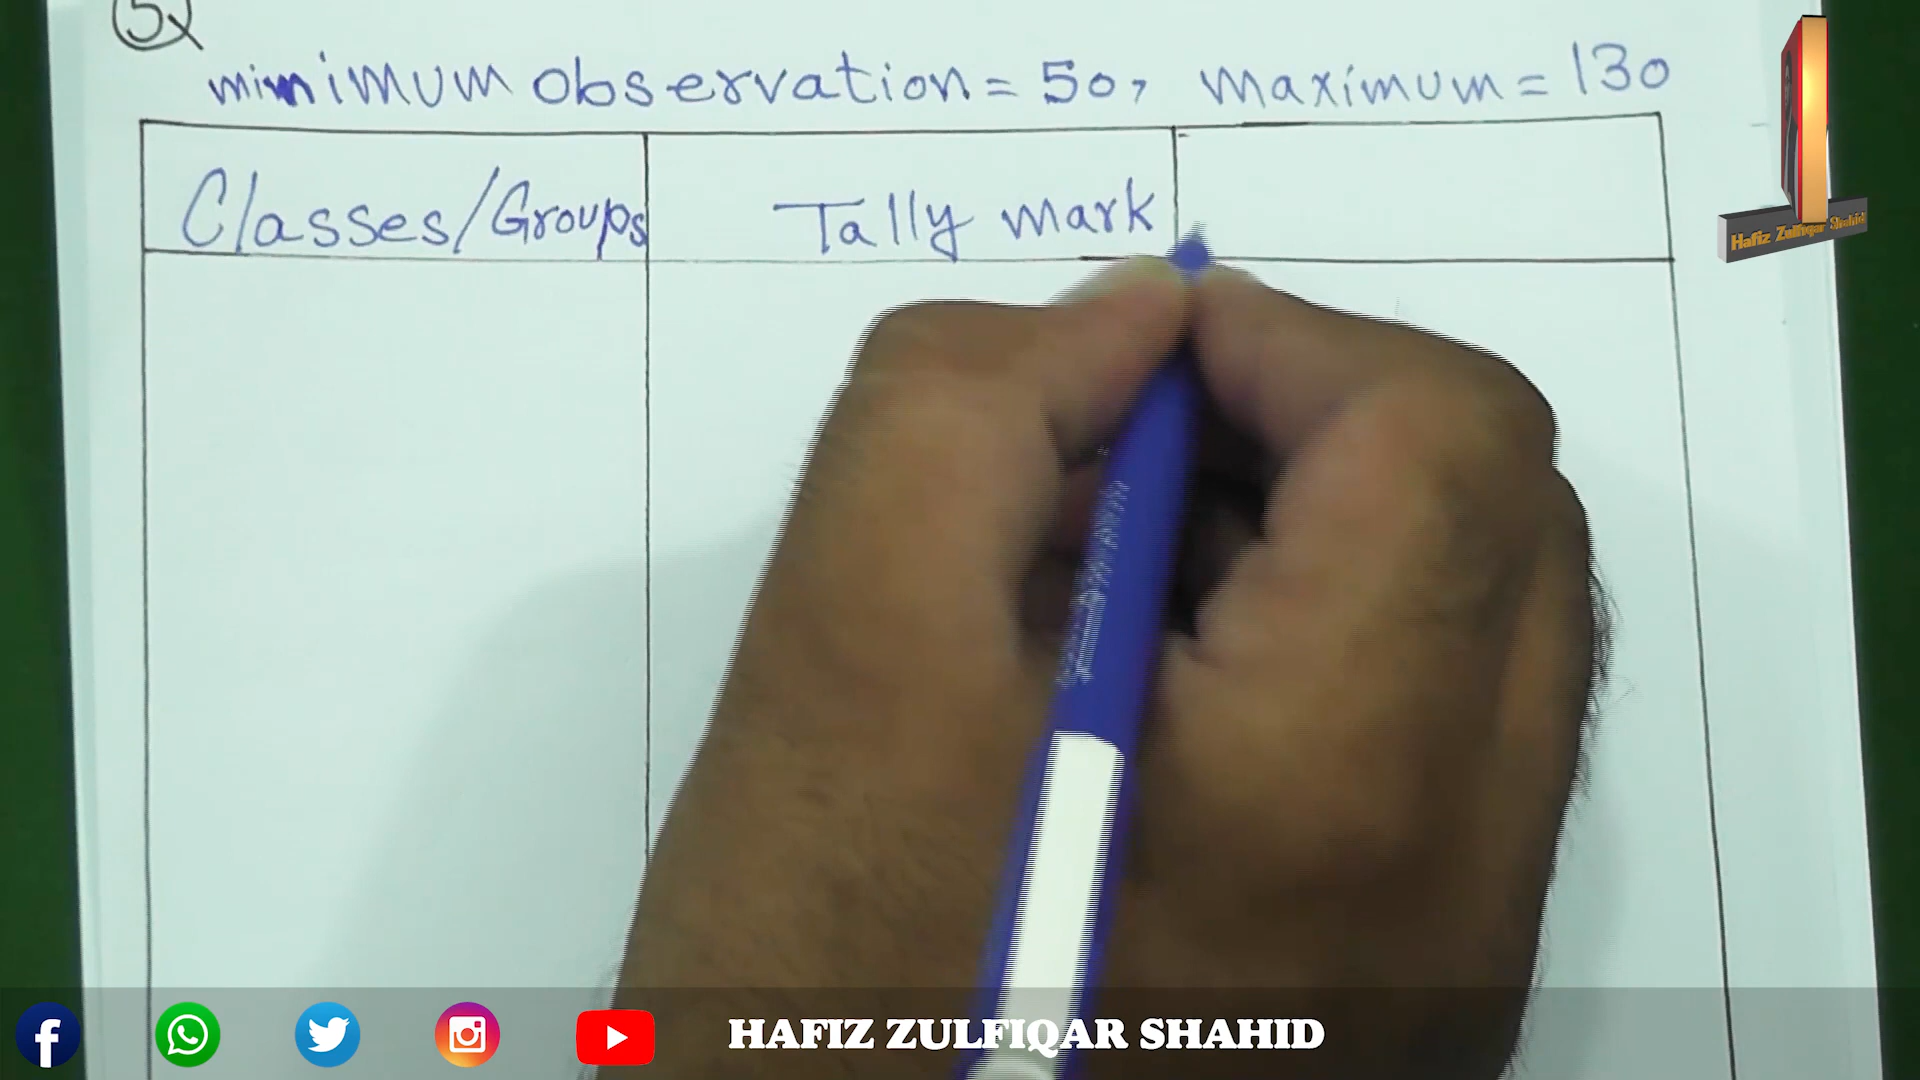 5
minimum observation = 50, maximum = 130
Classes/Groups Tally mark
Hafiz Zulfiqar Shahid
HAFIZ ZULFIQAR SHAHID